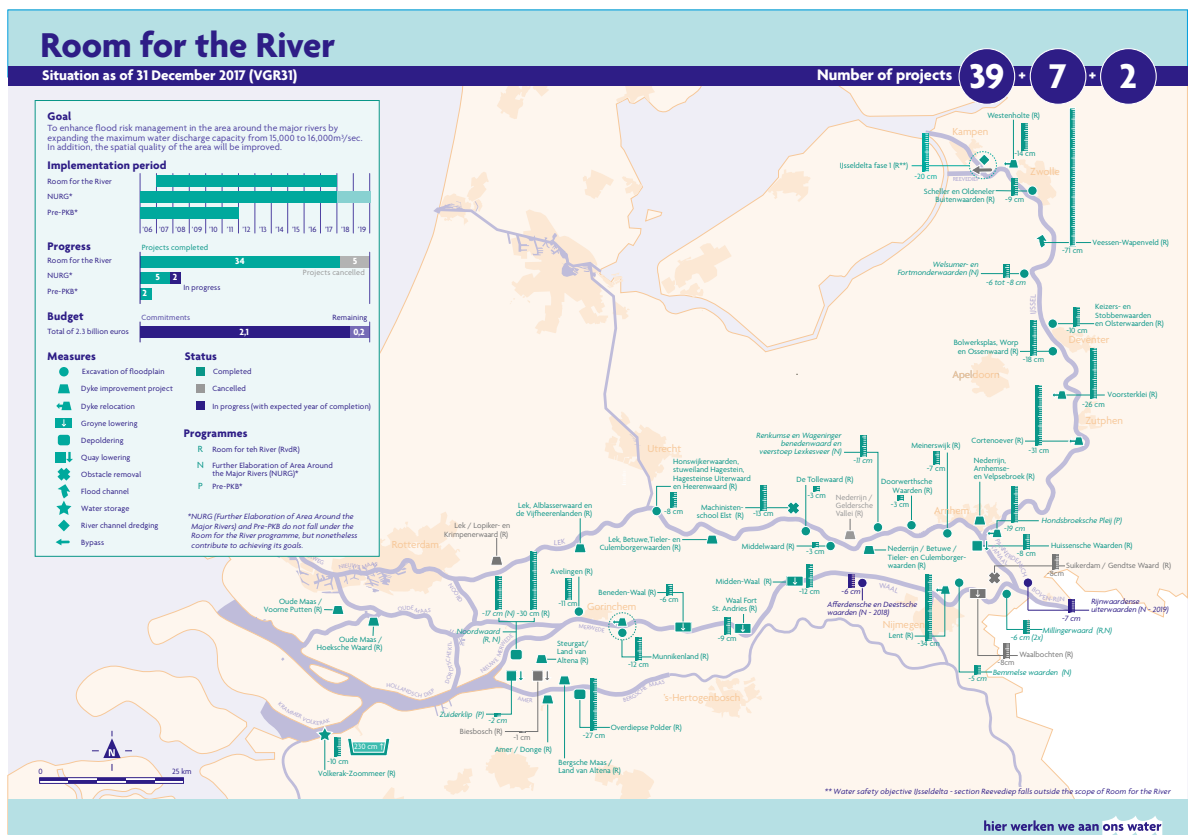 Room for the River
Situation as of 31 December 2017 (VGR31)
Number of projects 39 + 7 + 2
Goal
To enhance flood risk management in the area around the major rivers by
expanding the maximum water discharge capacity from 15,000 to 16,000m³/sec.
In addition, the spatial quality of the area will be improved.
Implementation period
Room for the River
NURG*
Pre-PKB*
'06 '07 '08 '09 '10 '11 '12 '13 '14 '15 '16 '17 '18 '19
Progress
Projects completed
Room for the River 34 5
Projects cancelled
NURG* 5 2
In progress
Pre-PKB* 2
Budget
Commitments
Remaining
Total of 2.3 billion euros 2,1 0,2
Measures
Excavation of floodplain
Dyke improvement project
Dyke relocation
Groyne lowering
Depoldering
Quay lowering
Obstacle removal
Flood channel
Water storage
River channel dredging
Bypass
Status
Completed
Cancelled
In progress (with expected year of completion)
Programmes
R Room for teh River (RvdR)
N Further Elaboration of Area Around
the Major Rivers (NURG)*
P Pre-PKB*
*NURG (Further Elaboration of Area Around the
Major Rivers) and Pre-PKB do not fall under the
Room for the River programme, but nonetheless
contribute to achieving its goals.
Westenholte (R)
-14 cm
Kampen
IJsseldelta fase 1 (R**)
-20 cm
REEVEDIEP
Zwolle
Scheller en Oldeneler
Buitenwaarden (R)
-9 cm
Veessen-Wapenveld (R)
-71 cm
Welsumer- en
Fortmonderwaarden (N)
-6 tot -8 cm
IJSSEL
Keizers- en
Stobbenwaarden
en Olsterwaarden (R)
-10 cm
Deventer
Bolwerksplas, Worp
en Ossenwaard (R)
-18 cm
Apeldoorn
Voorsterklei (R)
-26 cm
Zutphen
Cortenoever (R)
-31 cm
Utrecht
Renkumse en Wageninger
benedenwaard en
veerstoep Lexkesveer (N)
-11 cm
Meinerswijk (R)
-7 cm
Honswijkerwaarden,
stuweiland Hagestein,
Hagesteinse Uiterwaard
en Heerenwaard (R)
-8 cm
Machinisten-
school Elst (R)
-13 cm
De Tollewaard (R)
-3 cm
Doorwerthsche
Waarden (R)
-3 cm
Nederrijn,
Arnhemse-
en Velpsebroek (R)
Nederrijn /
Geldersche
Vallei (R)
Arnhem
-19 cm
Hondsbroeksche Pleij (P)
Huissensche Waarden (R)
-8 cm
Suikerdam / Gendtse Waard (R)
-8cm
Lek, Alblasserwaard en
de Vijfheerenlanden (R)
Lek / Lopiker- en
Krimpenerwaard (R)
Rotterdam
LEK
Lek, Betuwe,Tieler- en
Culemborgerwaarden (R)
Middelwaard (R)
-3 cm
Nederrijn / Betuwe /
Tieler- en Culemborger-
waarden (R)
Midden-Waal (R)
-12 cm
-6 cm
WAAL
Afferdensche en Deestsche
waarden (N - 2018)
BOVEN-RIJN
Rijnwaardense
uiterwaarden (N - 2019)
-7 cm
Millingerwaard (R,N)
-6 cm (2x)
Nijmegen
Lent (R)
-34 cm
Waalbochten (R)
-8cm
Bemmelse waarden (N)
-5 cm
Avelingen (R)
-11 cm
Gorinchem
Beneden-Waal (R)
-6 cm
Waal Fort
St. Andries (R)
-9 cm
-17 cm (N)
-30 cm (R)
Noordwaard
(R, N)
Munnikenland (R)
-12 cm
Steurgat/
Land van
Altena (R)
Oude Maas /
Voorne Putten (R)
OUDE MAAS
Oude Maas /
Hoeksche Waard (R)
NOORD
MERWEDE
NIEUWE MERWEDE
DORDTSCHE KIL
HOLLANDSCH DIEP
AMER
BERGSCHE MAAS
's-Hertogenbosch
Zuiderklip (P)
-2 cm
Biesbosch (R)
-1 cm
Amer / Donge (R)
Bergsche Maas /
Land van Altena (R)
Overdiepse Polder (R)
-27 cm
KRAMMER VOLKERAK
-10 cm
230 cm ↑
Volkerak-Zoommeer (R)
N
0 25 km
** Water safety objective IJsseldelta - section Reevediep falls outside the scope of Room for the River
hier werken we aan ons water